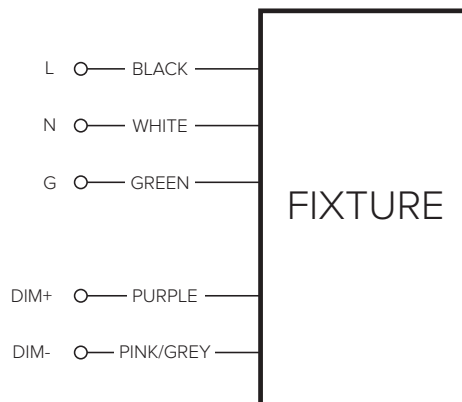 L BLACK
N WHITE
G GREEN
FIXTURE
DIM+ PURPLE
DIM- PINK/GREY